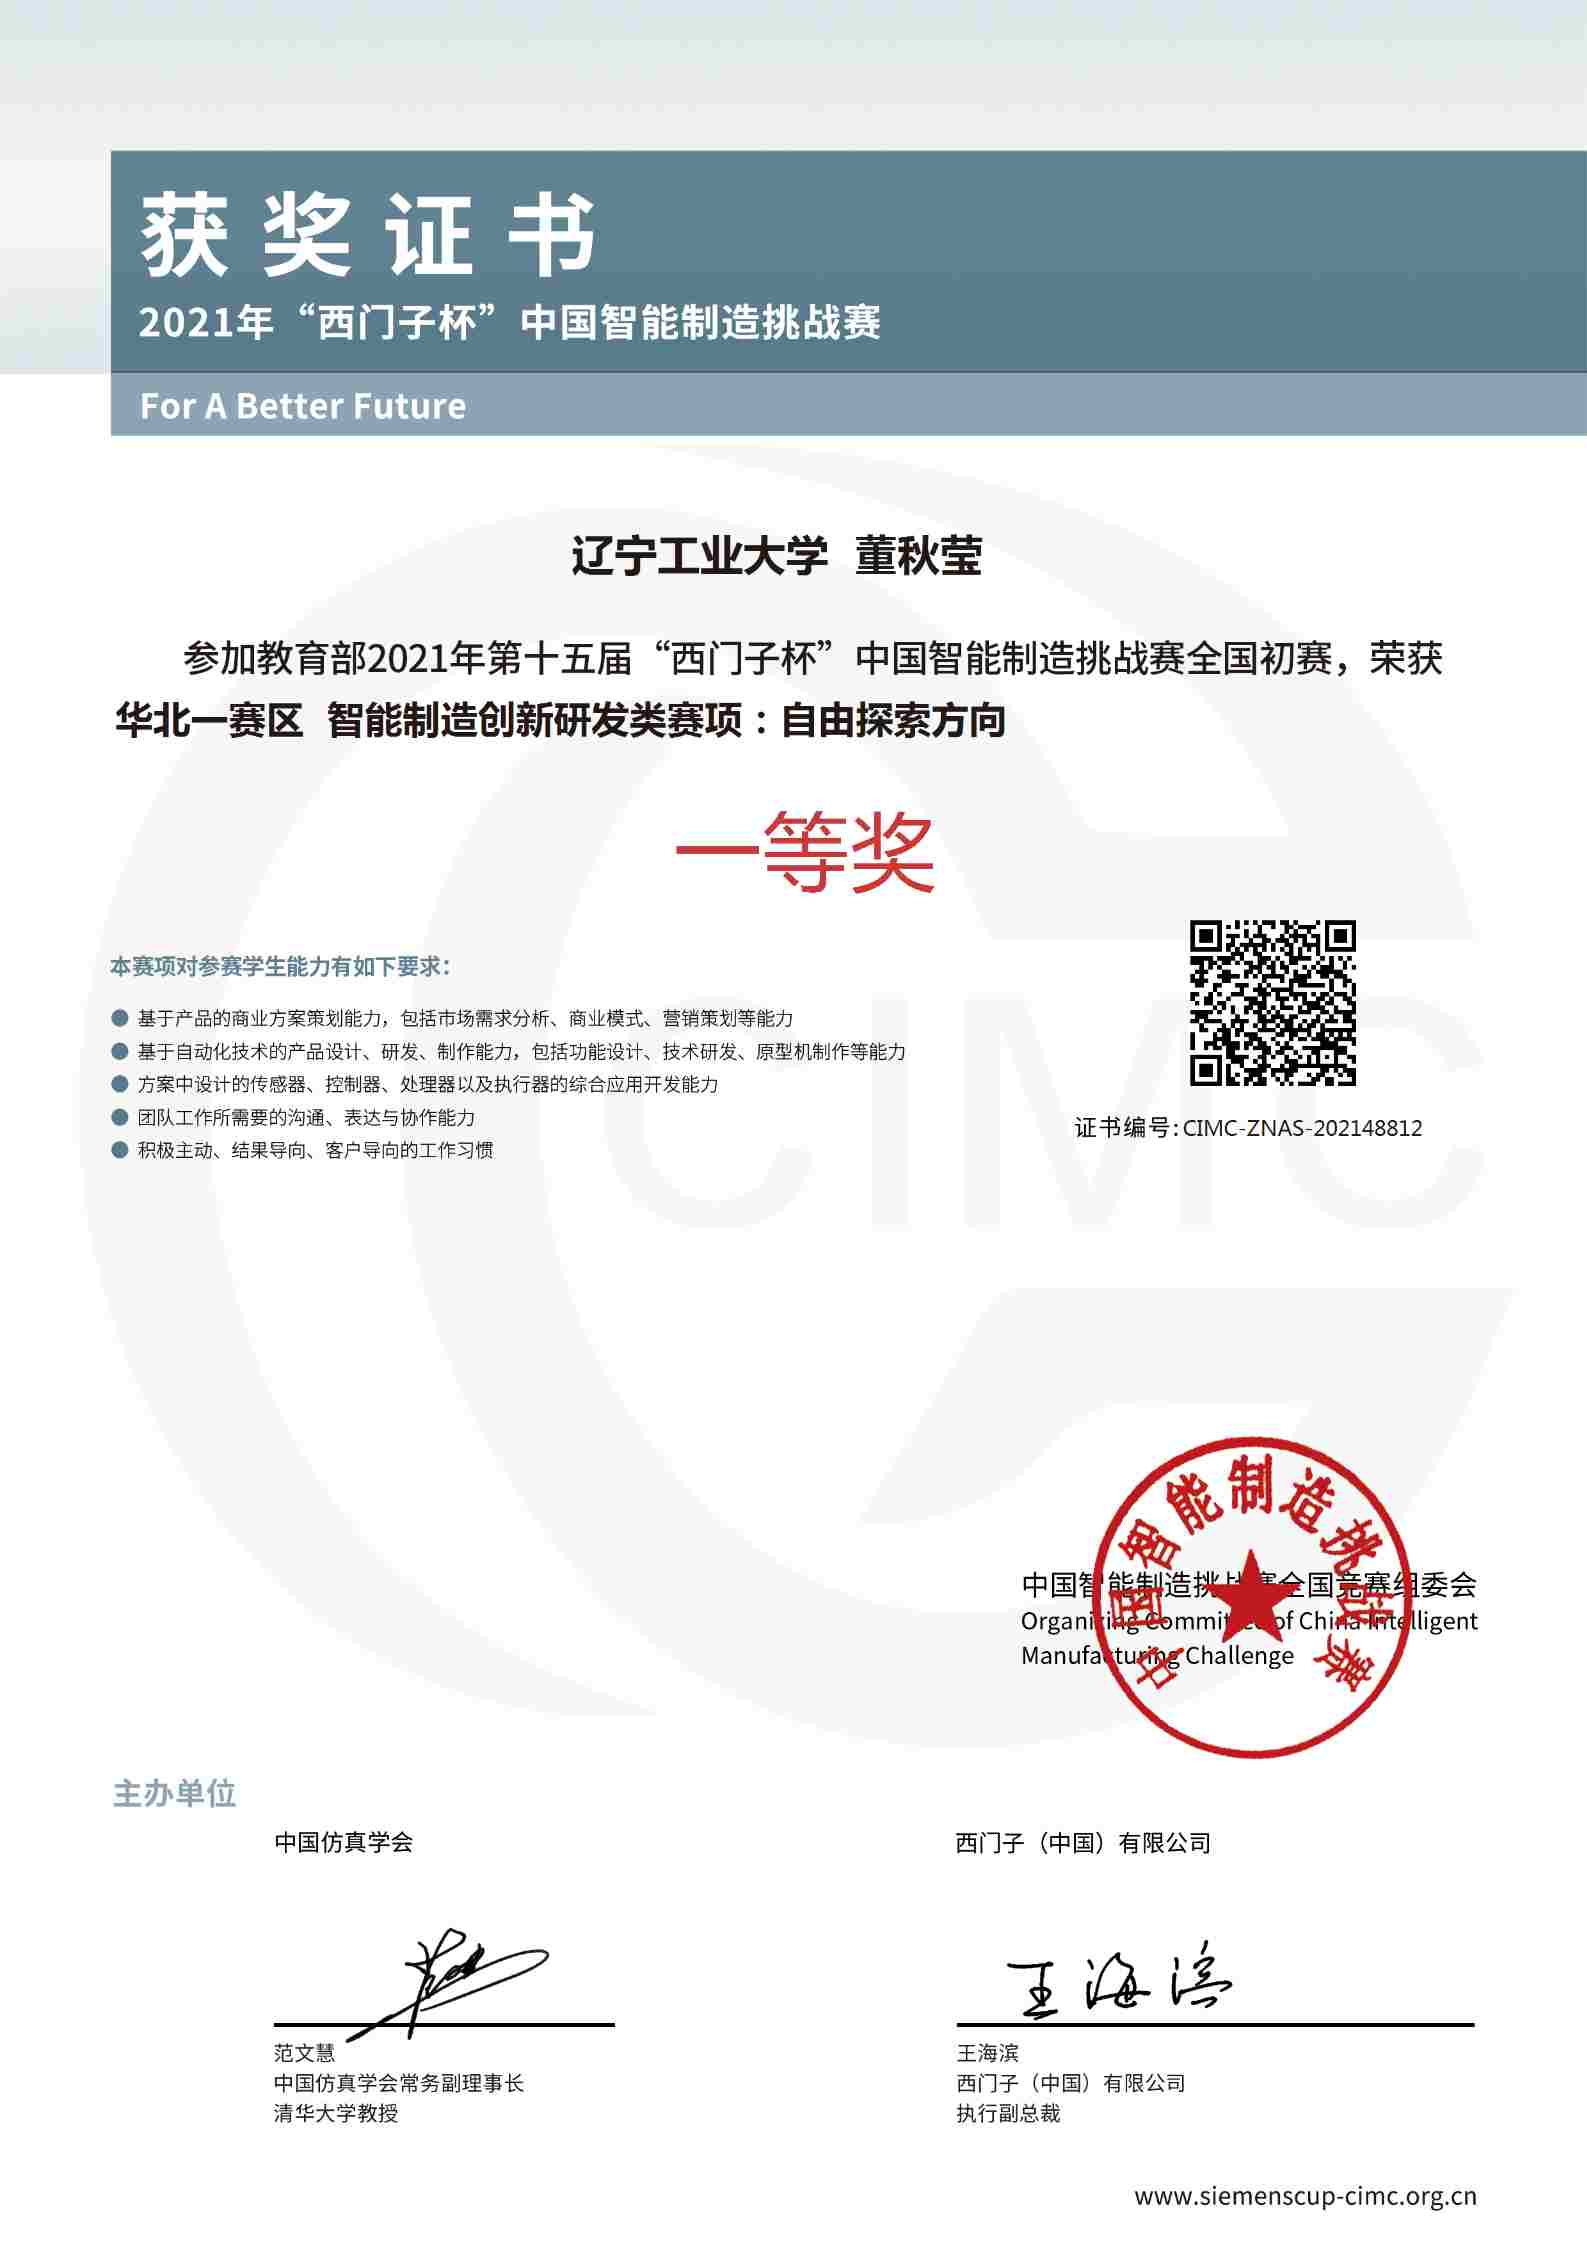 获奖证书
2021年“西门子杯”中国智能制造挑战赛
For A Better Future
辽宁工业大学 董秋莹
参加教育部2021年第十五届“西门子杯”中国智能制造挑战赛全国初赛，荣获
华北一赛区 智能制造创新研发类赛项：自由探索方向
一等奖
本赛项对参赛学生能力有如下要求：
基于产品的商业方案策划能力，包括市场需求分析、商业模式、营销策划等能力
基于自动化技术的产品设计、研发、制作能力，包括功能设计、技术研发、原型机制作等能力
方案中设计的传感器、控制器、处理器以及执行器的综合应用开发能力
团队工作所需要的沟通、表达与协作能力
积极主动、结果导向、客户导向的工作习惯
证书编号：CIMC-ZNAS-202148812
CIMC
中国智能制造挑战赛全国竞赛组委会
Organizing Committee of China Intelligent
Manufacturing Challenge
中国智能制造挑战赛
主办单位
中国仿真学会
西门子（中国）有限公司
王海滨
范文慧
中国仿真学会常务副理事长
清华大学教授
王海滨
西门子（中国）有限公司
执行副总裁
www.siemenscup-cimc.org.cn